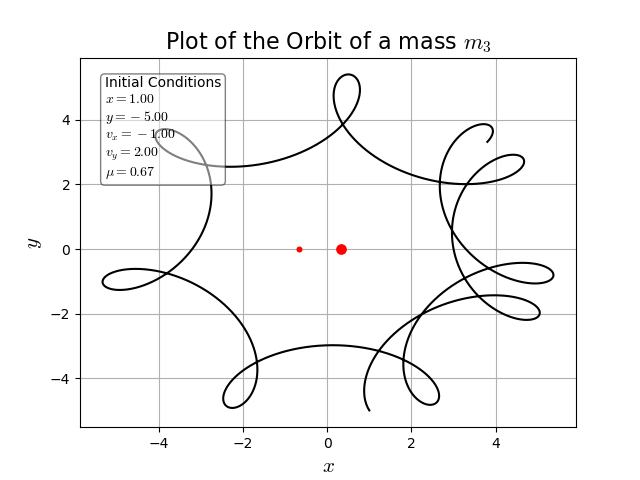 Plot of the Orbit of a mass m₃
Initial Conditions
x = 1.00
y = − 5.00
vₓ = − 1.00
v_y = 2.00
μ = 0.67
4
2
0
−2
−4
y
−4 −2 0 2 4
x